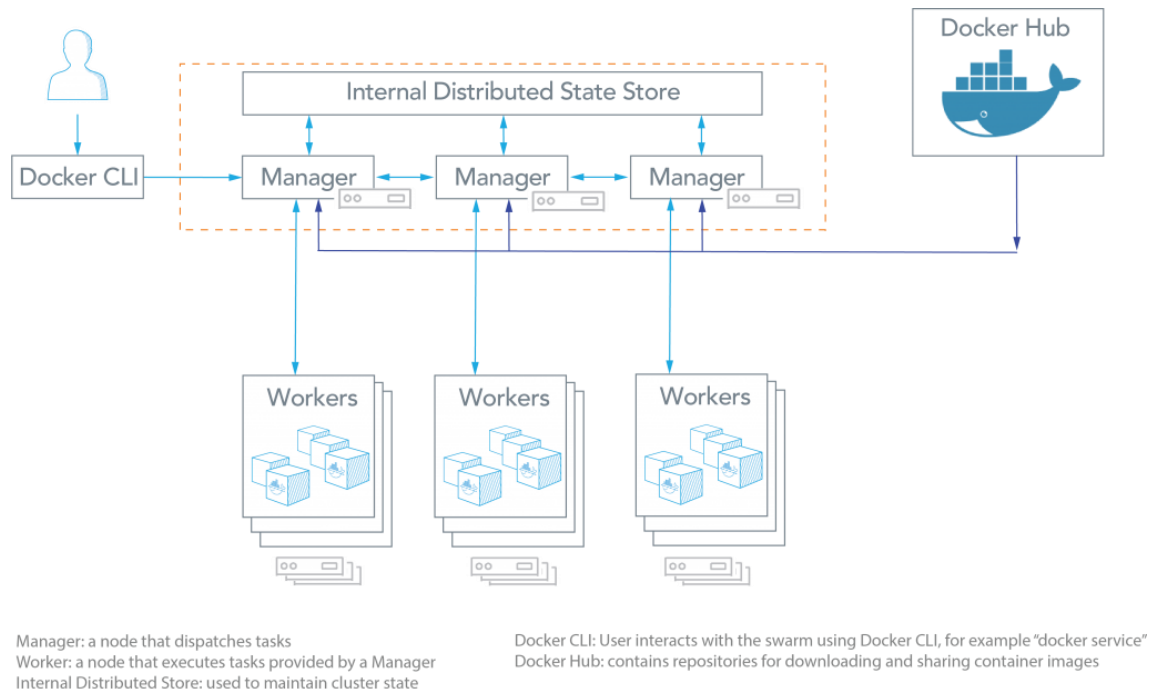 Docker Hub
Internal Distributed State Store
Docker CLI
Manager
Manager
Manager
Workers
Workers
Workers
Manager: a node that dispatches tasks
Worker: a node that executes tasks provided by a Manager
Internal Distributed Store: used to maintain cluster state
Docker CLI: User interacts with the swarm using Docker CLI, for example “docker service”
Docker Hub: contains repositories for downloading and sharing container images